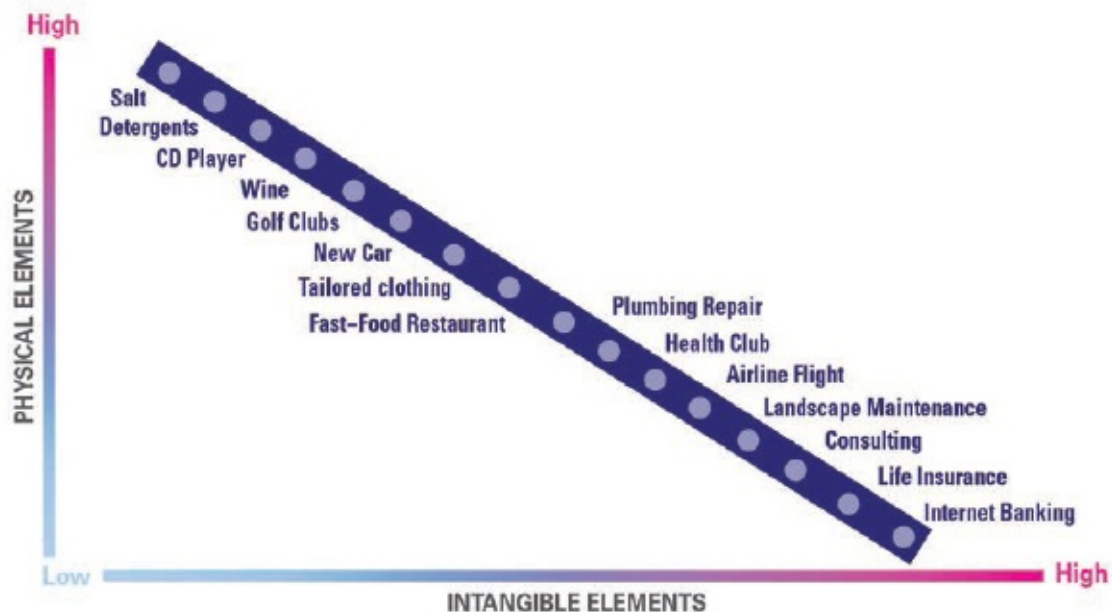 High
Salt
Detergents
CD Player
Wine
Golf Clubs
New Car
Tailored clothing
Fast-Food Restaurant
Plumbing Repair
Health Club
Airline Flight
Landscape Maintenance
Consulting
Life Insurance
Internet Banking
PHYSICAL ELEMENTS
Low
High
INTANGIBLE ELEMENTS